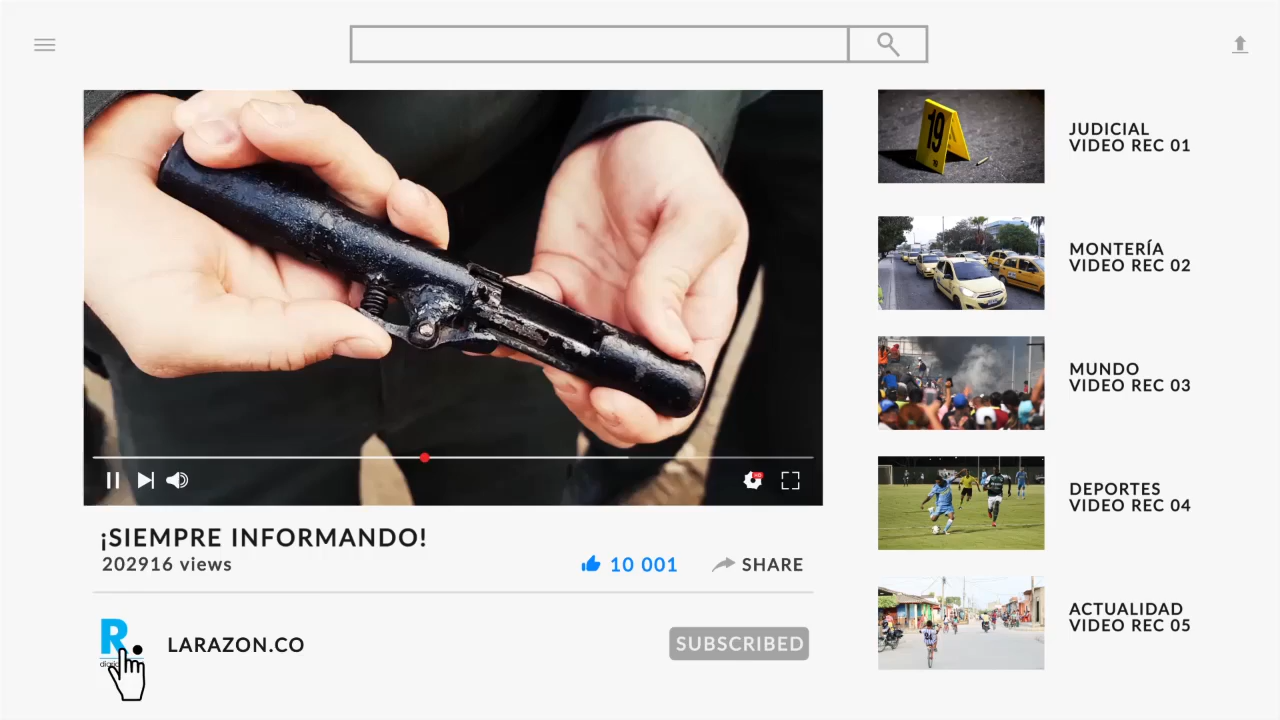 ¡SIEMPRE INFORMANDO!
202916 views
10 001
SHARE
R.
LARAZON.CO
SUBSCRIBED
19
JUDICIAL
VIDEO REC 01
MONTERÍA
VIDEO REC 02
MUNDO
VIDEO REC 03
DEPORTES
VIDEO REC 04
ACTUALIDAD
VIDEO REC 05